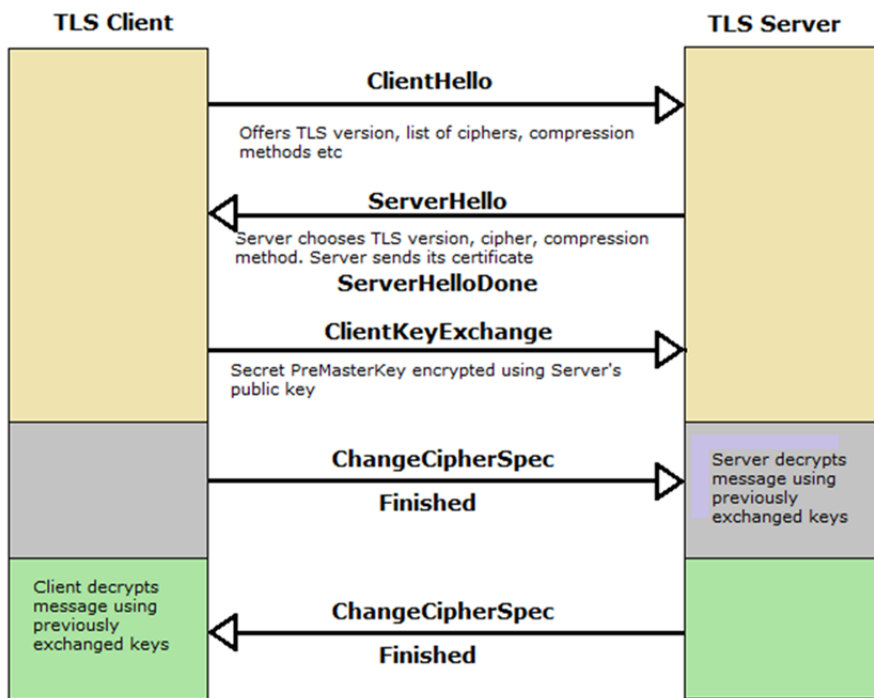 TLS Client
TLS Server
ClientHello
Offers TLS version, list of ciphers, compression
methods etc
ServerHello
Server chooses TLS version, cipher, compression
method. Server sends its certificate
ServerHelloDone
ClientKeyExchange
Secret PreMasterKey encrypted using Server's
public key
ChangeCipherSpec
Finished
Server decrypts
message using
previously
exchanged keys
Client decrypts
message using
previously
exchanged keys
ChangeCipherSpec
Finished